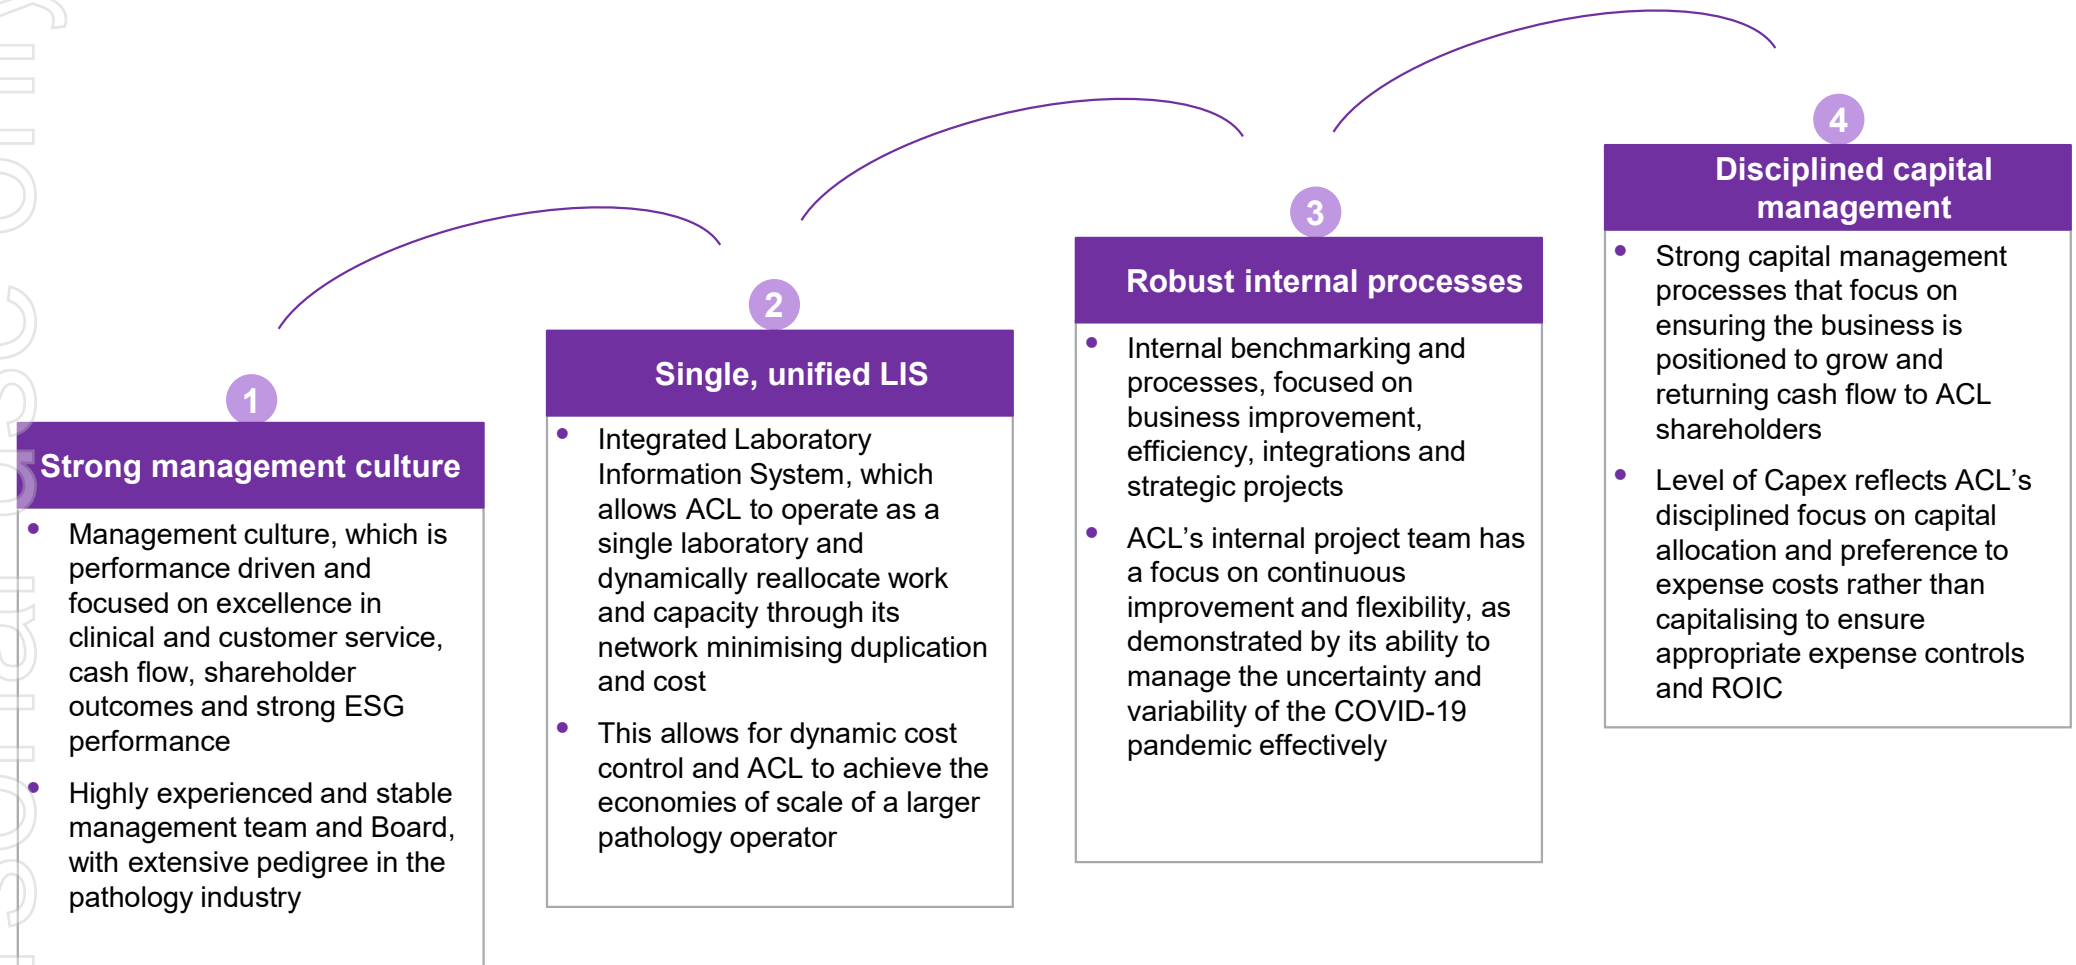 1
Strong management culture
• Management culture, which is
performance driven and
focused on excellence in
clinical and customer service,
cash flow, shareholder
outcomes and strong ESG
performance
• Highly experienced and stable
management team and Board,
with extensive pedigree in the
pathology industry
2
Single, unified LIS
• Integrated Laboratory
Information System, which
allows ACL to operate as a
single laboratory and
dynamically reallocate work
and capacity through its
network minimising duplication
and cost
• This allows for dynamic cost
control and ACL to achieve the
economies of scale of a larger
pathology operator
3
Robust internal processes
• Internal benchmarking and
processes, focused on
business improvement,
efficiency, integrations and
strategic projects
• ACL’s internal project team has
a focus on continuous
improvement and flexibility, as
demonstrated by its ability to
manage the uncertainty and
variability of the COVID-19
pandemic effectively
4
Disciplined capital
management
• Strong capital management
processes that focus on
ensuring the business is
positioned to grow and
returning cash flow to ACL
shareholders
• Level of Capex reflects ACL’s
disciplined focus on capital
allocation and preference to
expense costs rather than
capitalising to ensure
appropriate expense controls
and ROIC